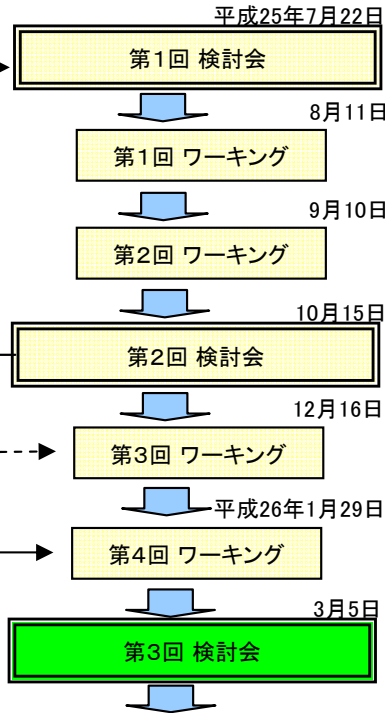 平成25年7月22日
第1回 検討会
8月11日
第1回 ワーキング
9月10日
第2回 ワーキング
10月15日
第2回 検討会
12月16日
第3回 ワーキング
平成26年1月29日
第4回 ワーキング
3月5日
第3回 検討会